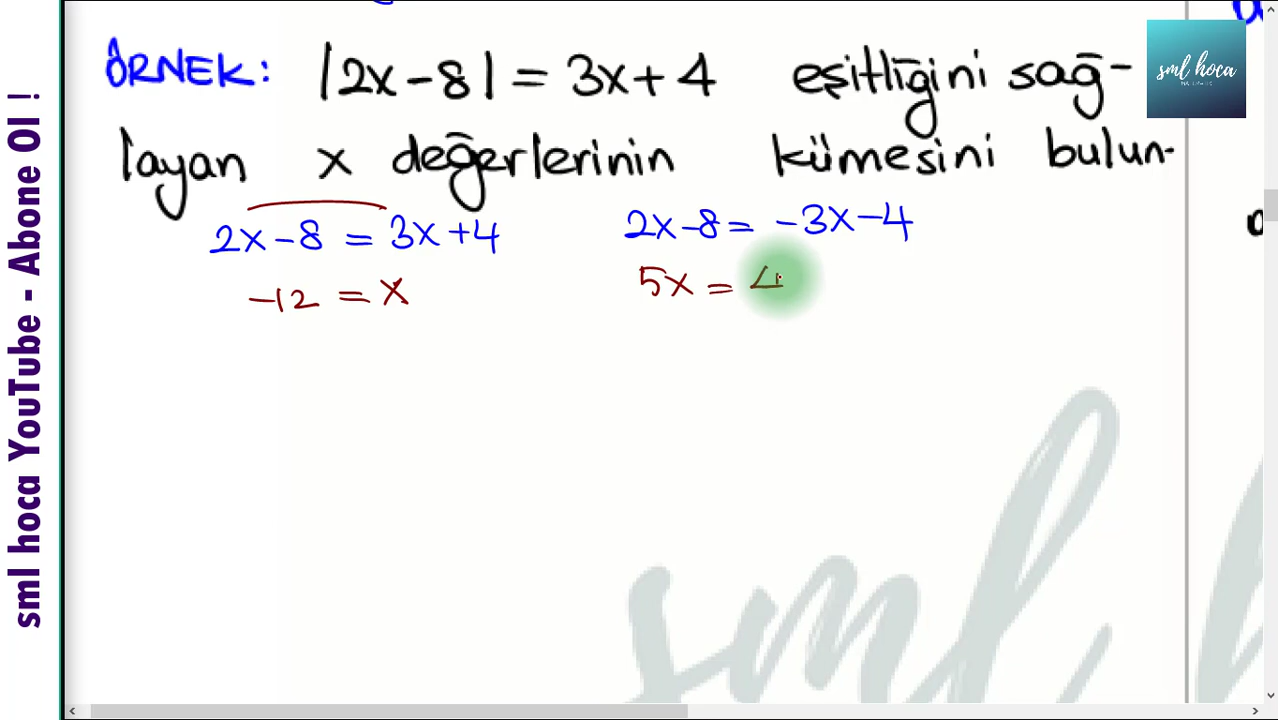 ÖRNEK: |2x-8| = 3x+4 eşitliğini sağ-
layan x değerlerinin kümesini bulun-
2x-8 = 3x+4
-12 = x
2x-8 = -3x-4
5x = 4
sml hoca
sml hoca YouTube - Abone Ol !
sml h